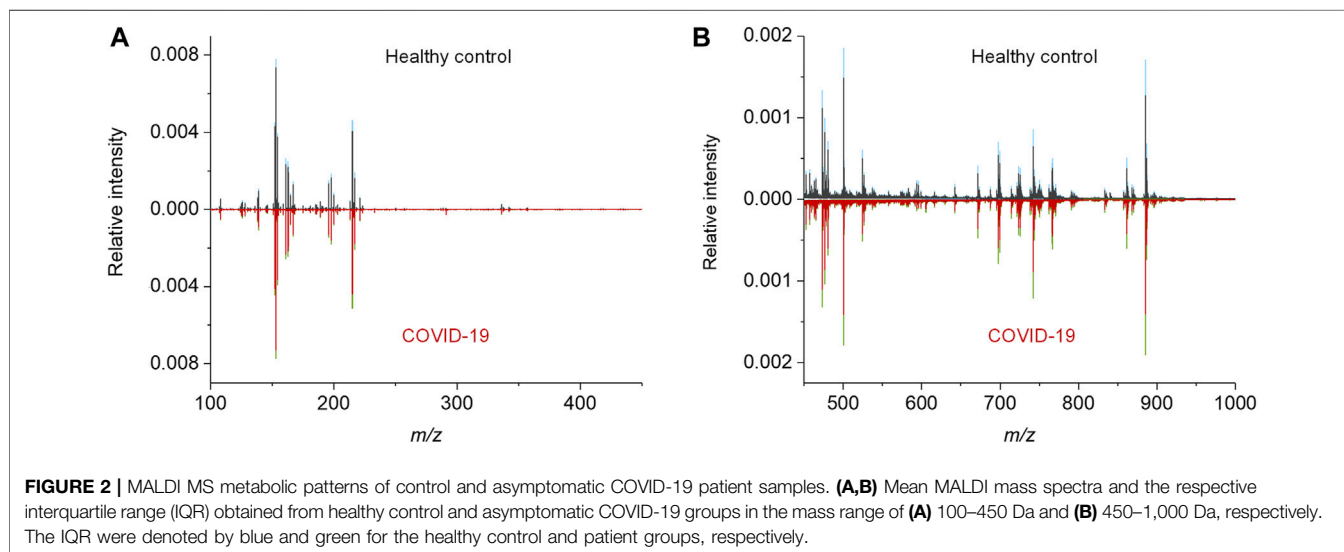 A
Healthy control
0.008
0.004
0.000
0.004
0.008
Relative intensity
COVID-19
100
200
300
400
m/z
B
Healthy control
0.002
0.001
0.000
0.001
0.002
Relative intensity
COVID-19
500
600
700
800
900
1000
m/z
FIGURE 2 | MALDI MS metabolic patterns of control and asymptomatic COVID-19 patient samples. (A,B) Mean MALDI mass spectra and the respective
interquartile range (IQR) obtained from healthy control and asymptomatic COVID-19 groups in the mass range of (A) 100–450 Da and (B) 450–1,000 Da, respectively.
The IQR were denoted by blue and green for the healthy control and patient groups, respectively.